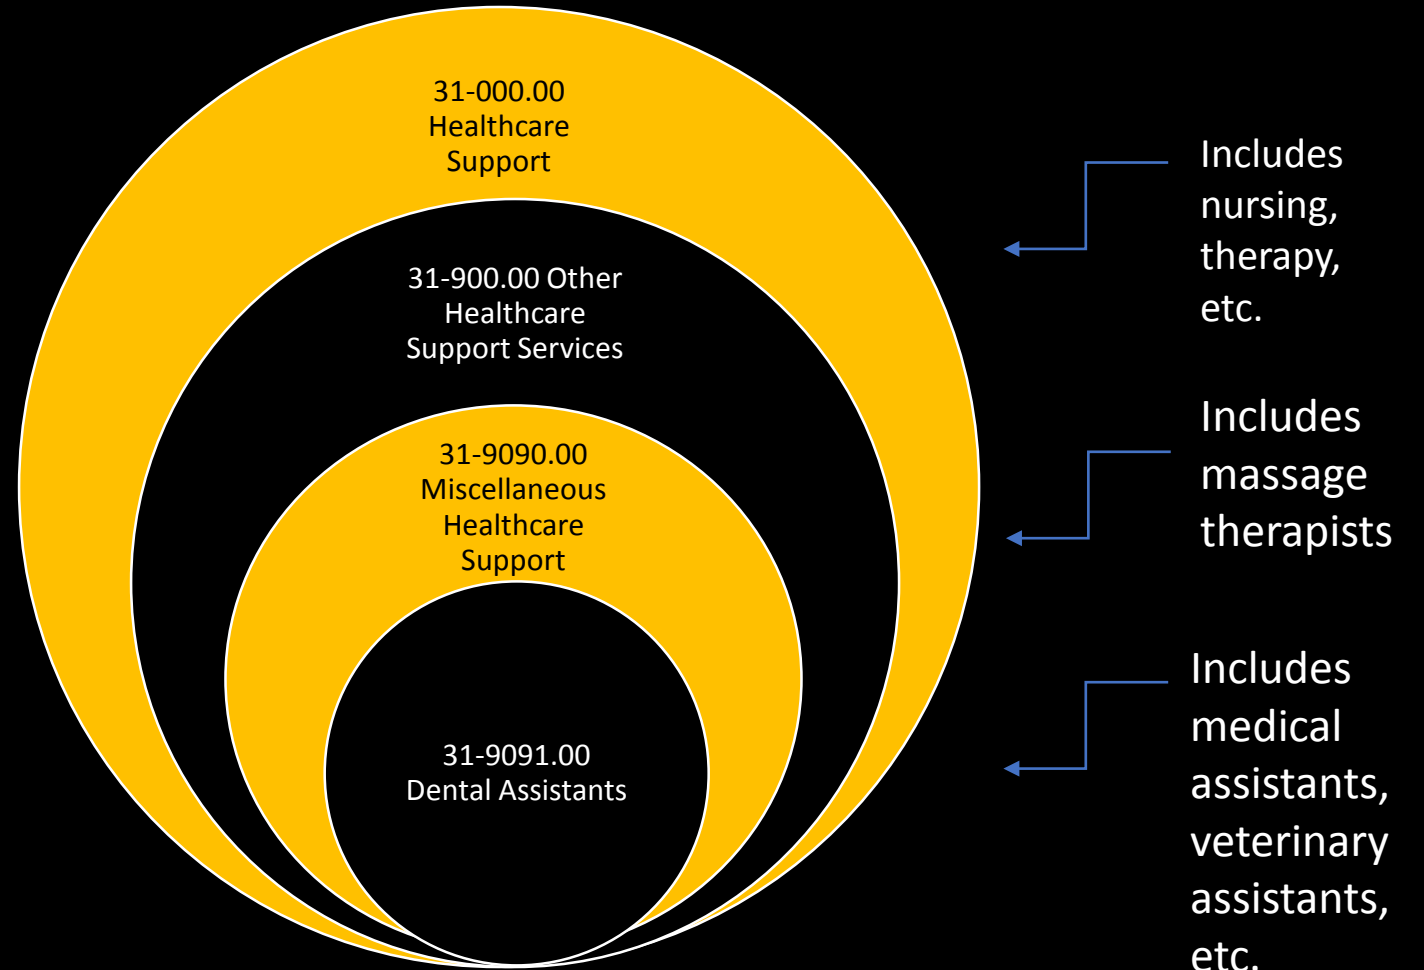 31-000.00
Healthcare
Support
31-900.00 Other
Healthcare
Support Services
31-9090.00
Miscellaneous
Healthcare
Support
31-9091.00
Dental Assistants
Includes
nursing,
therapy,
etc.
Includes
massage
therapists
Includes
medical
assistants,
veterinary
assistants,
etc.